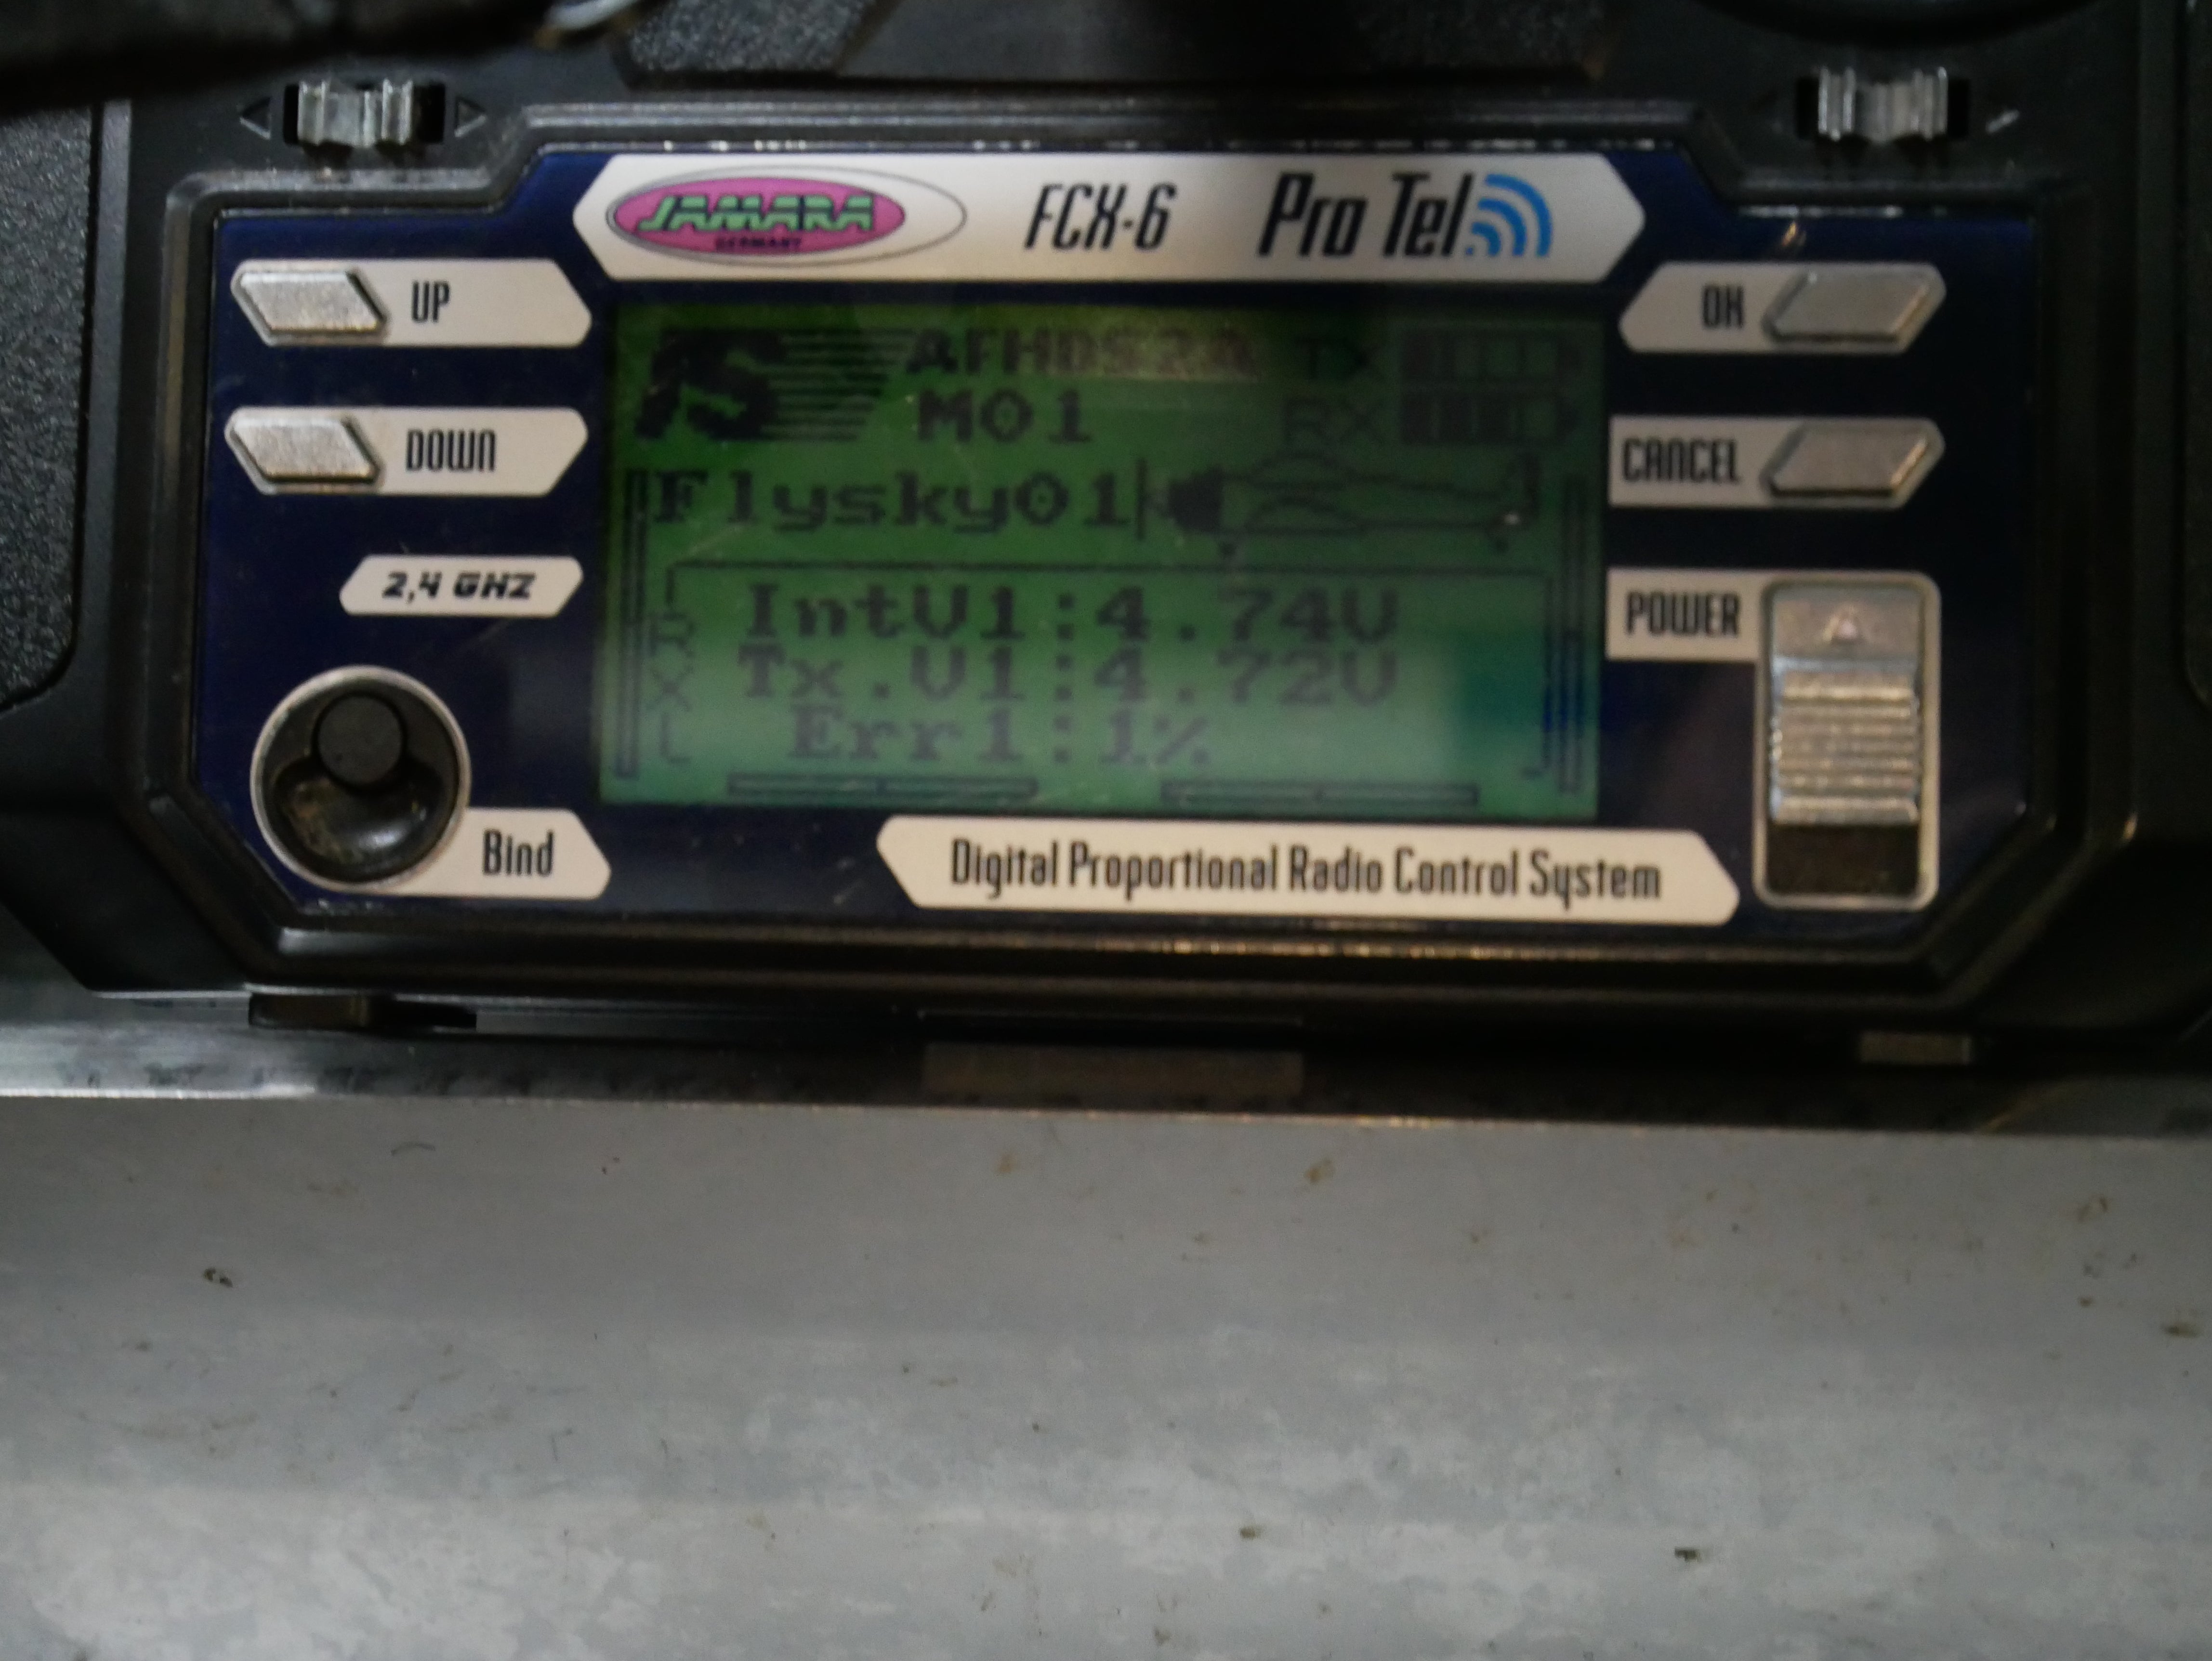 JAMARA
GERMANY
FCX-6
Pro Tel
UP
OK
AFHDS2A
TX
M01
RX
DOWN
CANCEL
Flysky01
2,4 GHZ
POWER
IntV1:4.74V
RX
Tx.V1:4.72V
Err1:1%
Bind
Digital Proportional Radio Control System